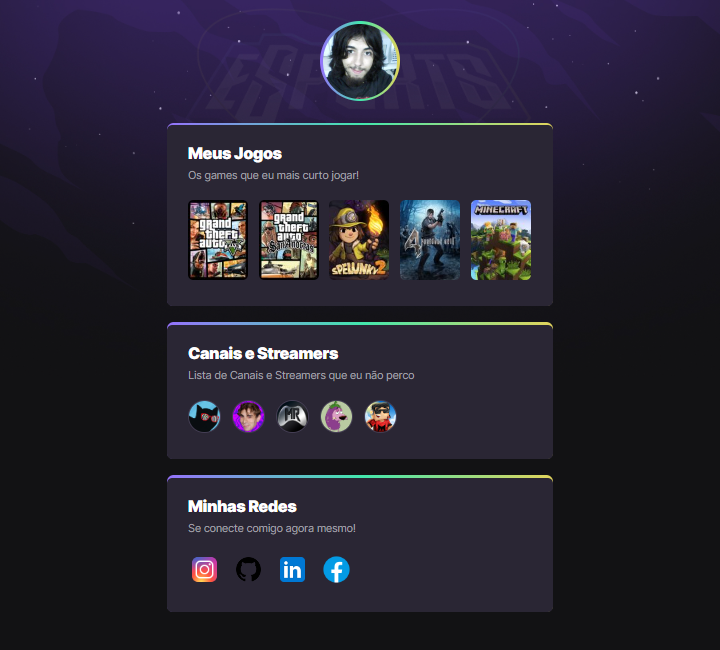 ESPORTS
Meus Jogos
Os games que eu mais curto jogar!
grand theft auto V
grand theft auto San Andreas
SPELUNKY 2
4 resident evil
MINECRAFT
Canais e Streamers
Lista de Canais e Streamers que eu não perco
MR
Minhas Redes
Se conecte comigo agora mesmo!
in
f